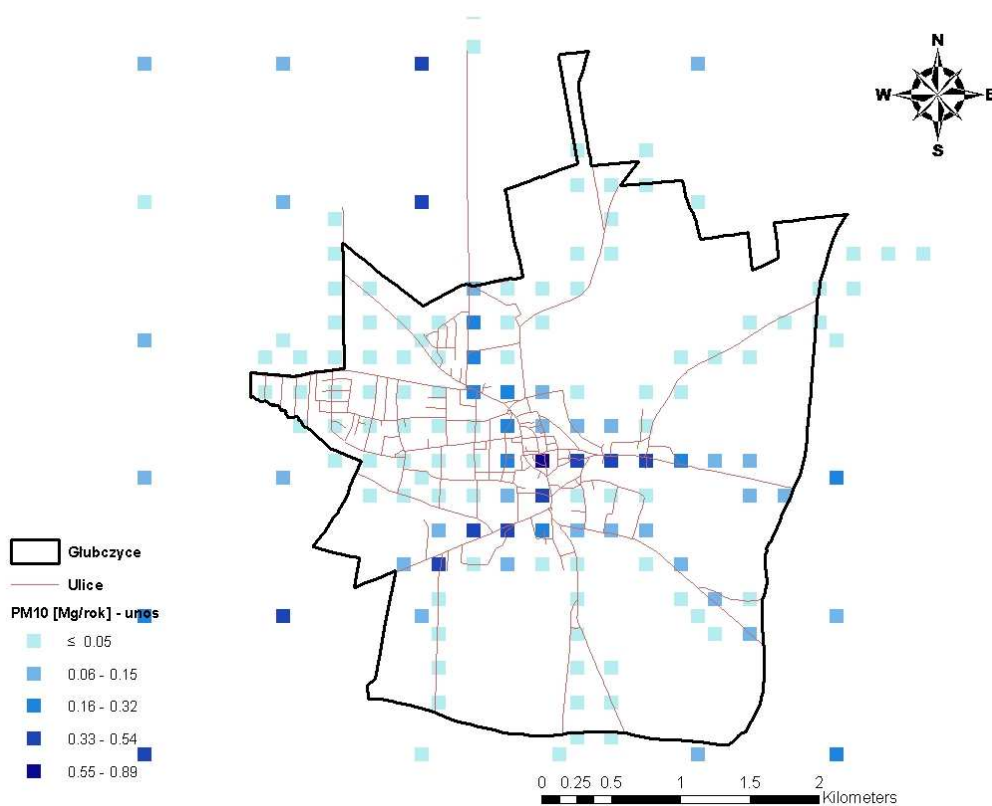 N
W E
S
Głubczyce
Ulice
PM10 [Mg/rok] - unos
≤ 0.05
0.06 - 0.15
0.16 - 0.32
0.33 - 0.54
0.55 - 0.89
0 0.25 0.5 1 1.5 2
Kilometers